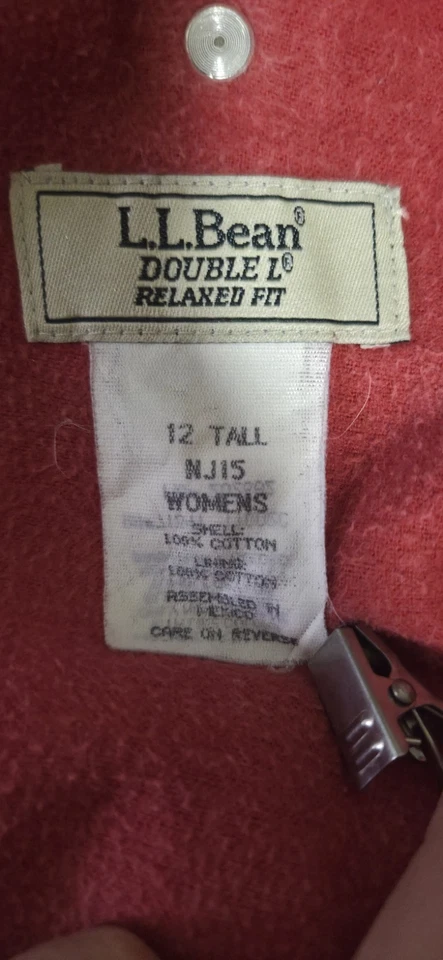 L.L.Bean®
DOUBLE L®
RELAXED FIT
12 TALL
NJ15
WOMENS
SHELL:
100% COTTON
LINING:
100% COTTON
ASSEMBLED IN
MEXICO
CARE ON REVERSE